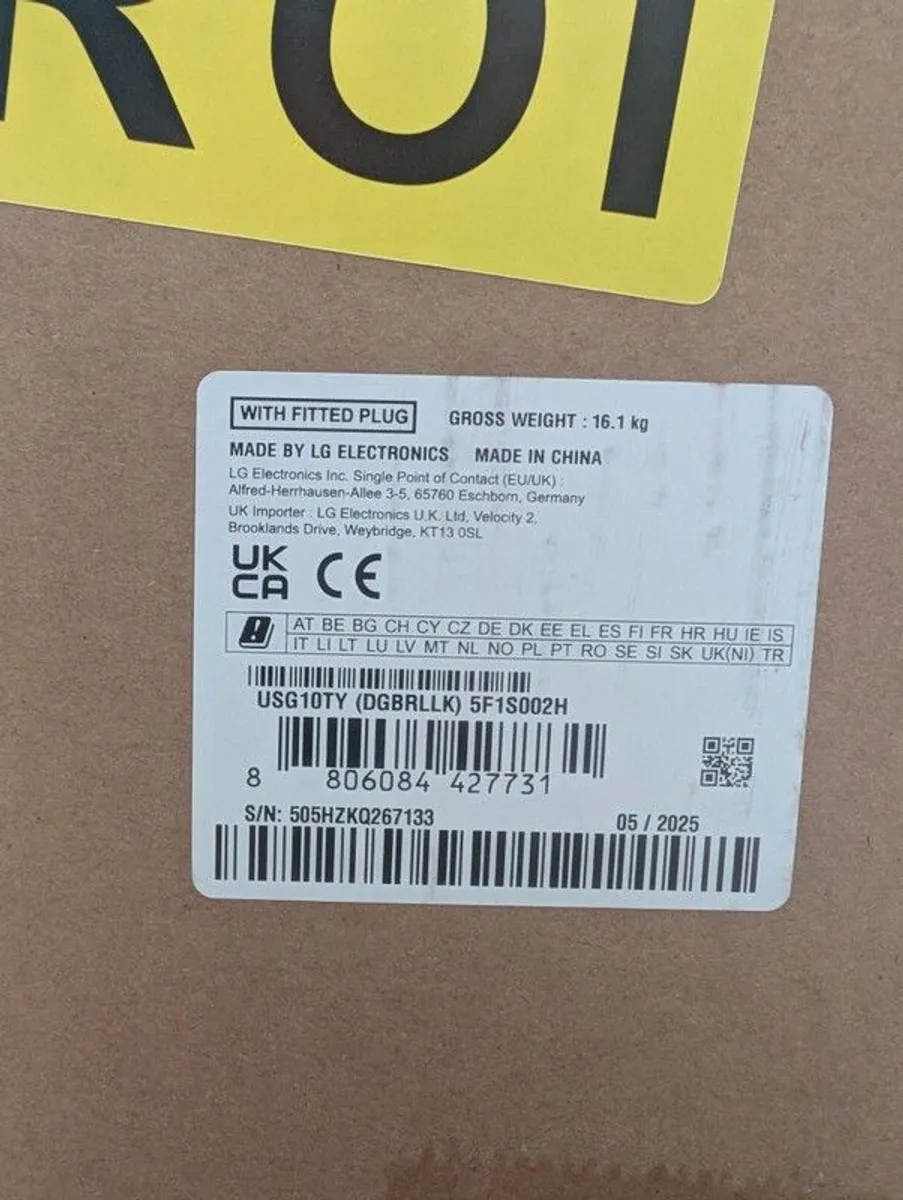 ROI
WITH FITTED PLUG GROSS WEIGHT : 16.1 kg
MADE BY LG ELECTRONICS MADE IN CHINA
LG Electronics Inc. Single Point of Contact (EU/UK) :
Alfred-Herrhausen-Allee 3-5, 65760 Eschborn, Germany
UK Importer : LG Electronics U.K. Ltd, Velocity 2,
Brooklands Drive, Weybridge, KT13 0SL
UK
CA CE
AT BE BG CH CY CZ DE DK EE EL ES FI FR HR HU IE IS
IT LI LT LU LV MT NL NO PL PT RO SE SI SK UK(NI) TR
USG10TY (DGBRLLK) 5F1S002H
8 806084 427731
S/N: 505HZKQ267133 05 / 2025